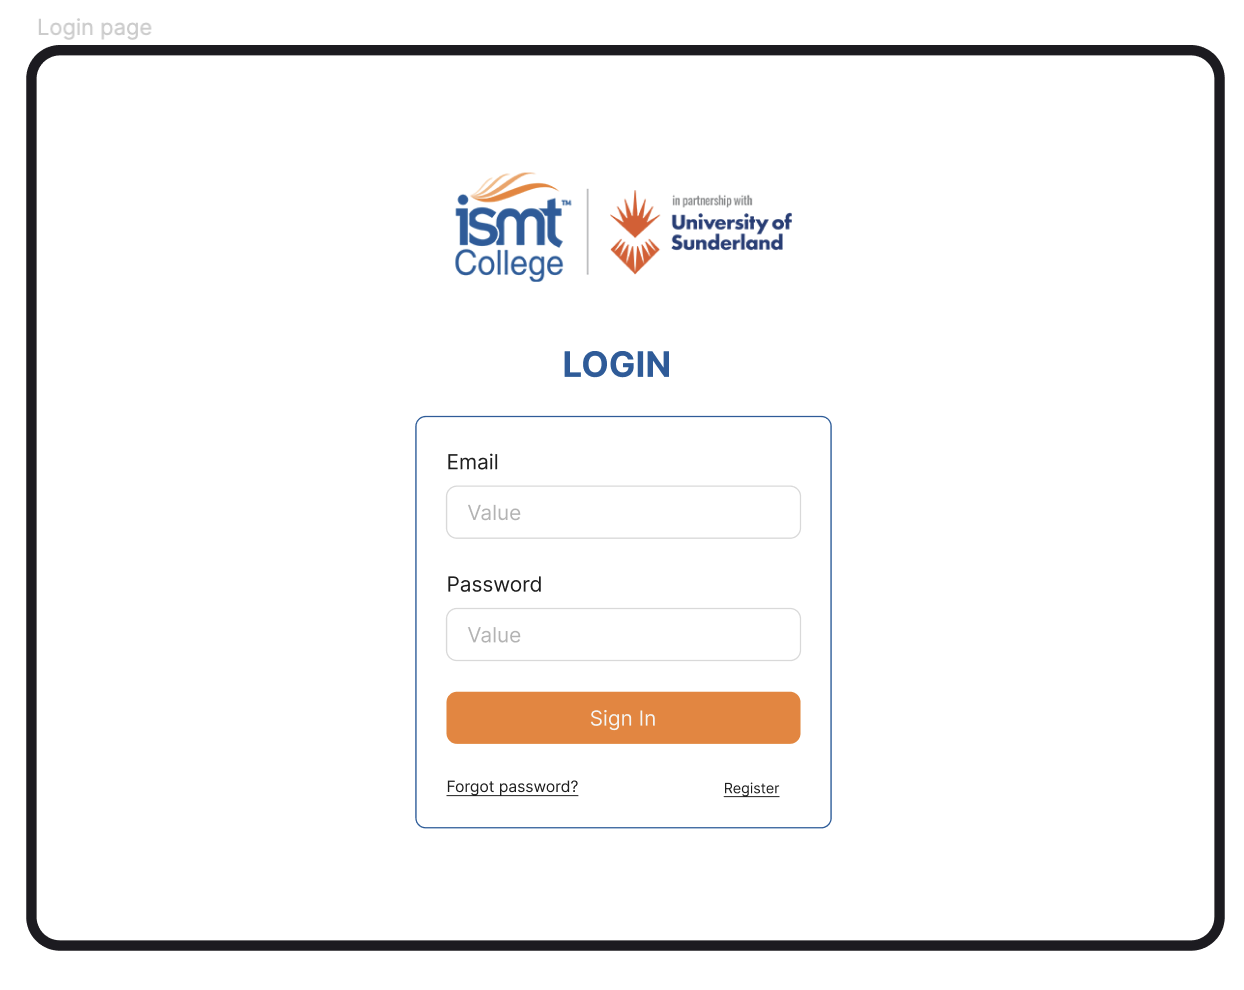 Login page
ismt™
College
in partnership with
University of
Sunderland
LOGIN
Email
Value
Password
Value
Sign In
Forgot password?
Register